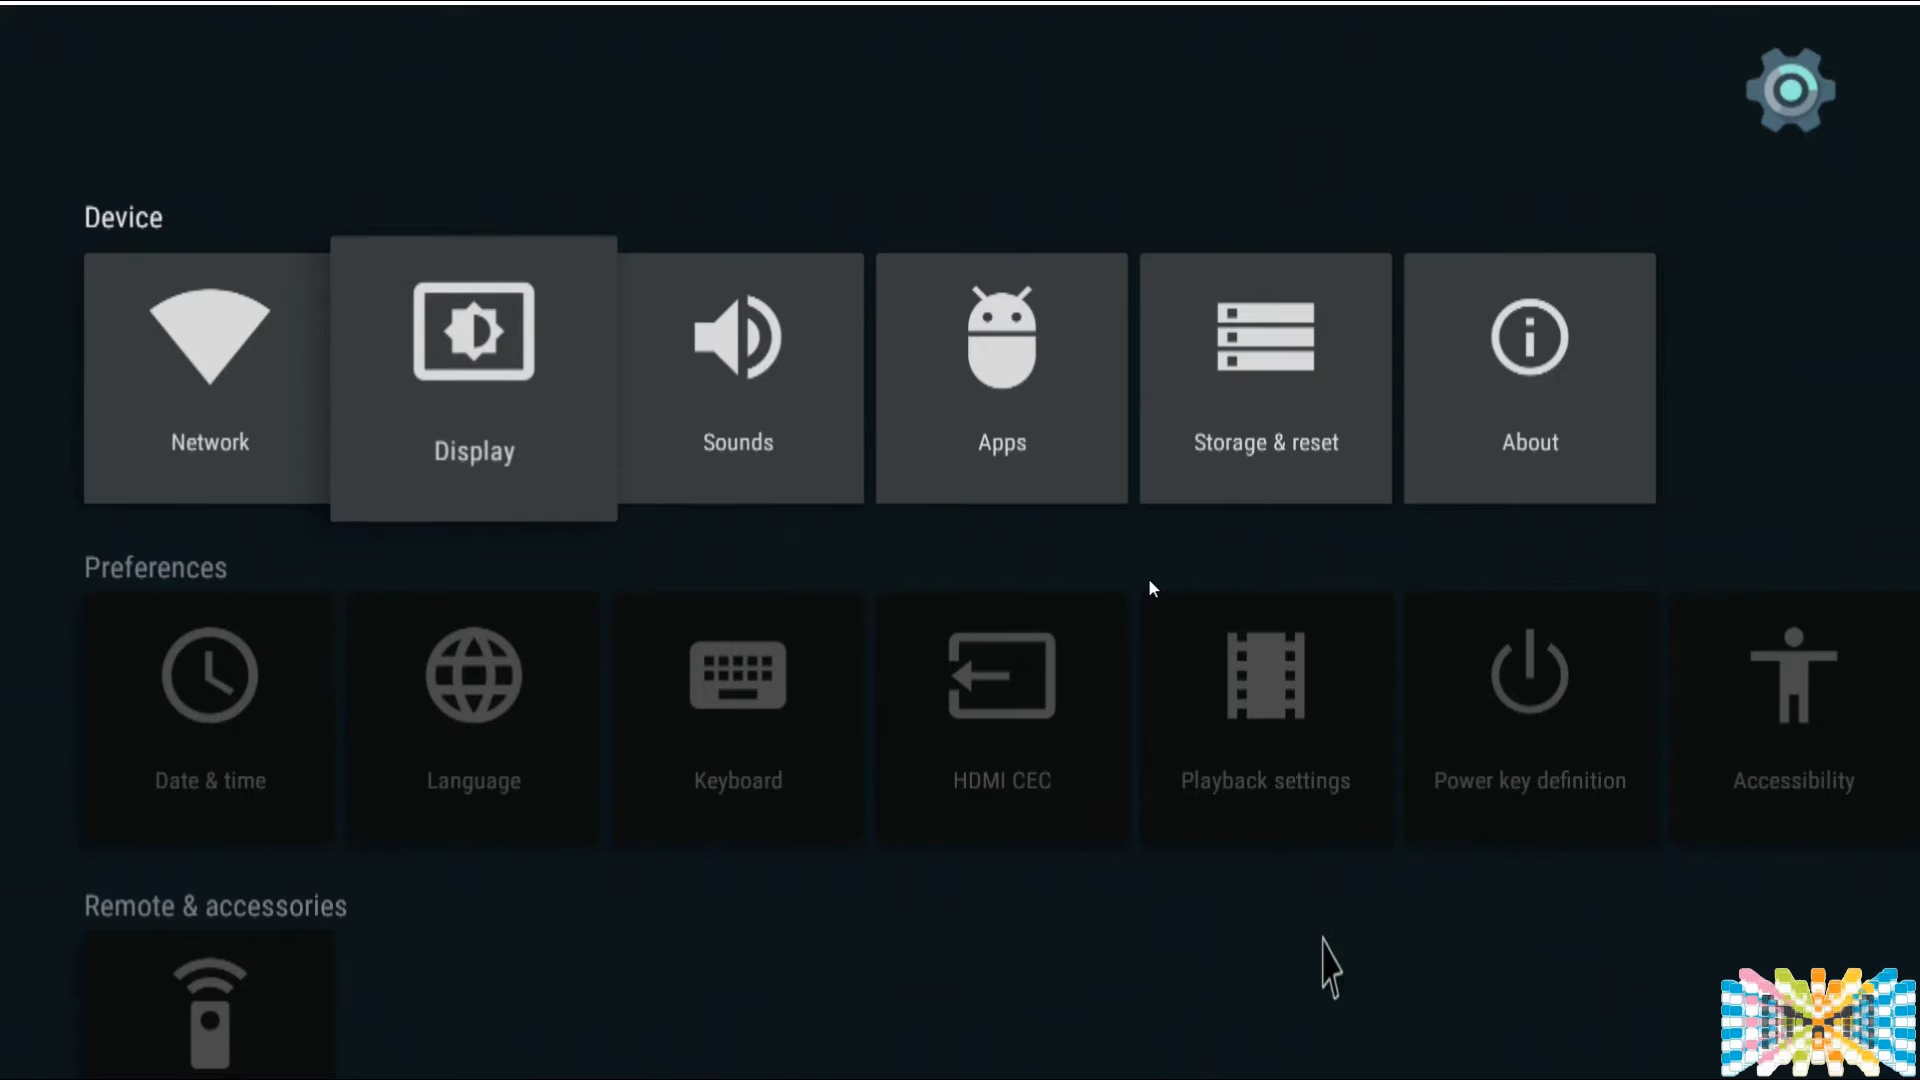 Device
Network
Display
Sounds
Apps
Storage & reset
About
Preferences
Date & time
Language
Keyboard
HDMI CEC
Playback settings
Power key definition
Accessibility
Remote & accessories